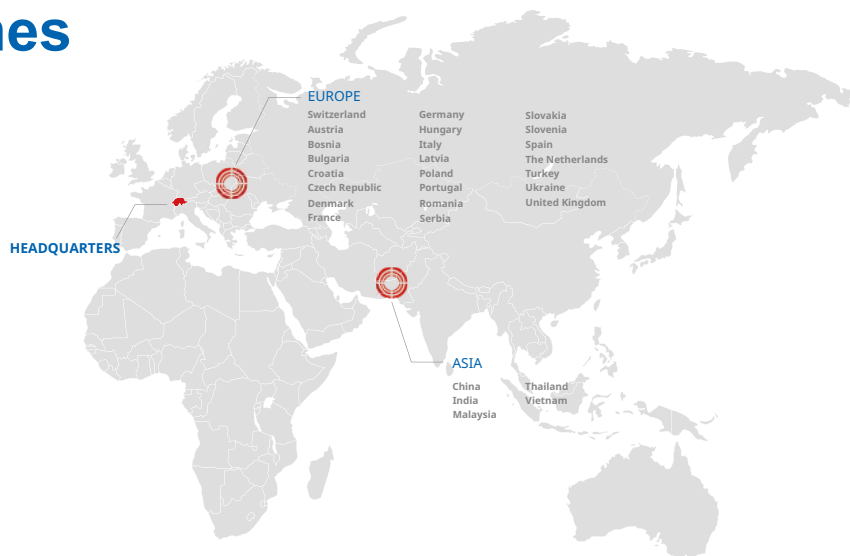 nes
EUROPE
Switzerland
Austria
Bosnia
Bulgaria
Croatia
Czech Republic
Denmark
France
Germany
Hungary
Italy
Latvia
Poland
Portugal
Romania
Serbia
Slovakia
Slovenia
Spain
The Netherlands
Turkey
Ukraine
United Kingdom
HEADQUARTERS
ASIA
China
India
Malaysia
Thailand
Vietnam